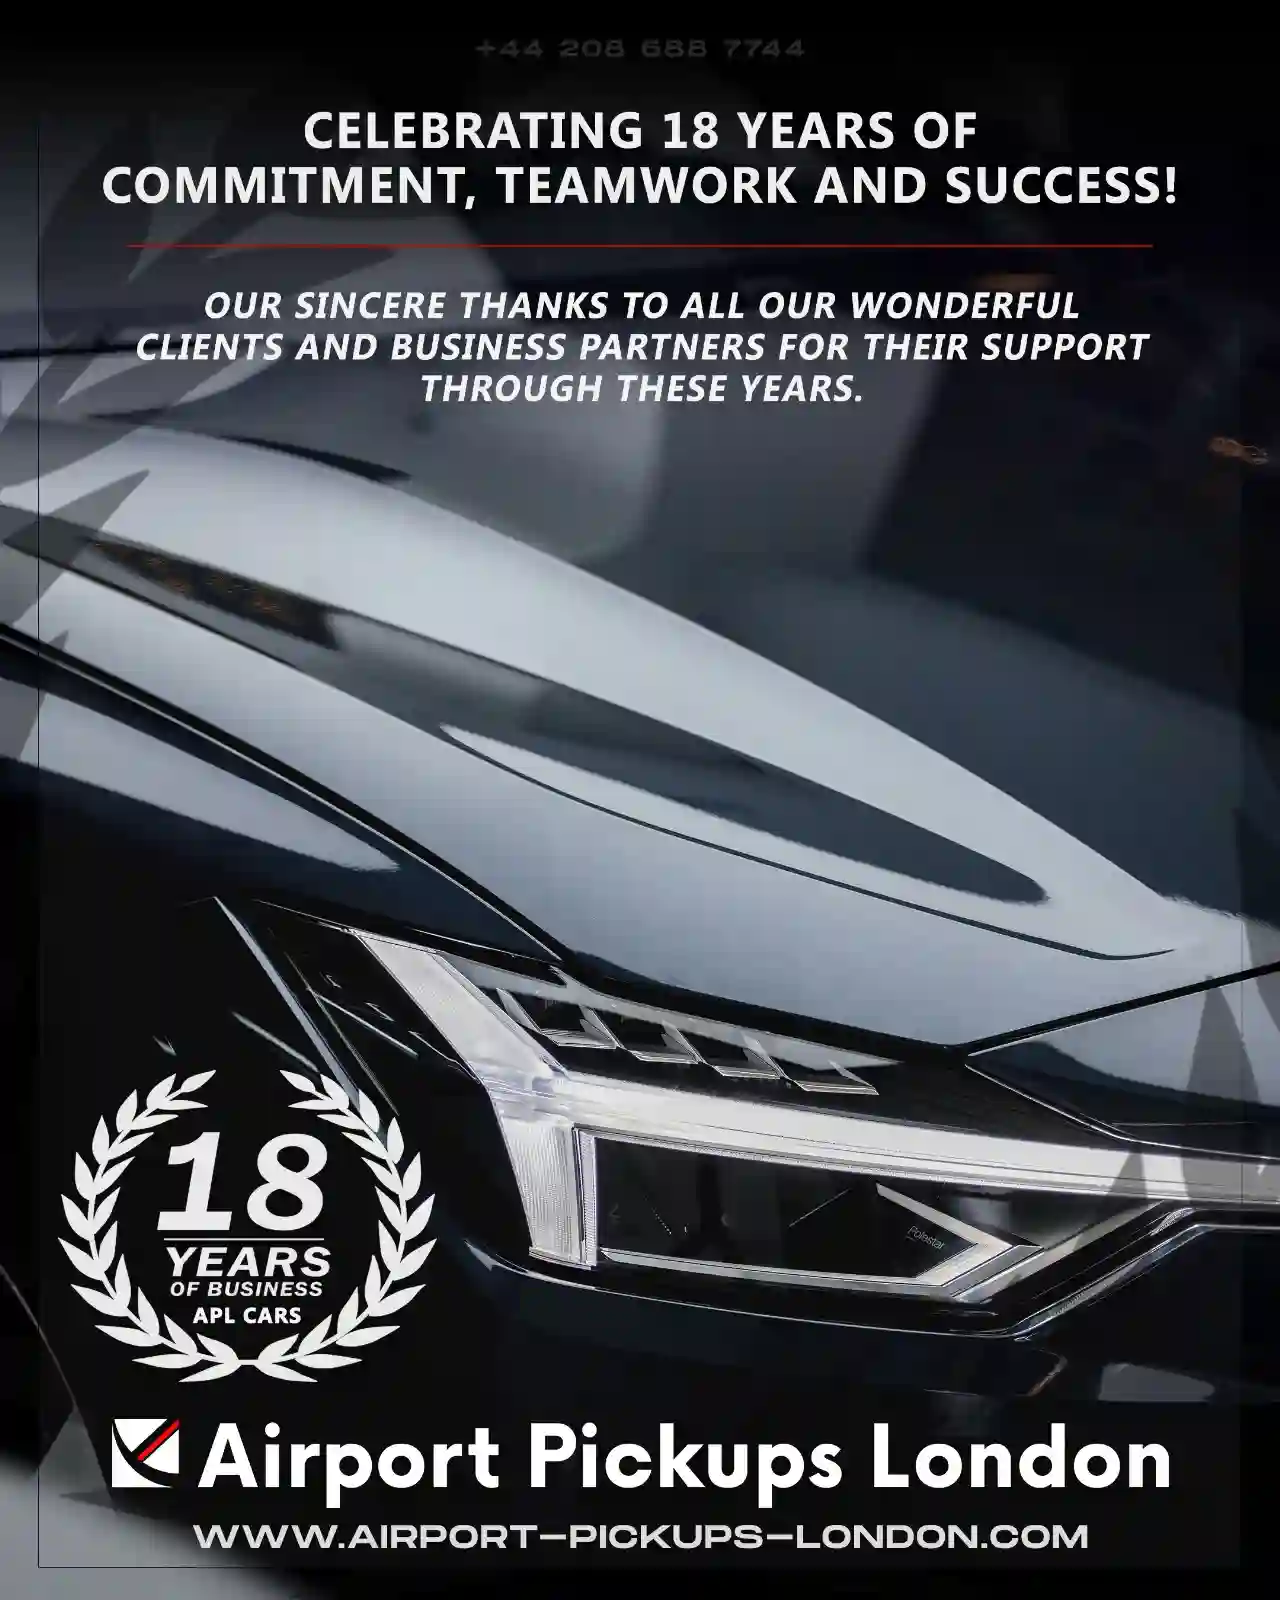 +44 208 688 7744
CELEBRATING 18 YEARS OF
COMMITMENT, TEAMWORK AND SUCCESS!
OUR SINCERE THANKS TO ALL OUR WONDERFUL
CLIENTS AND BUSINESS PARTNERS FOR THEIR SUPPORT
THROUGH THESE YEARS.
Polestar
18
YEARS
OF BUSINESS
APL CARS
Airport Pickups London
WWW.AIRPORT-PICKUPS-LONDON.COM